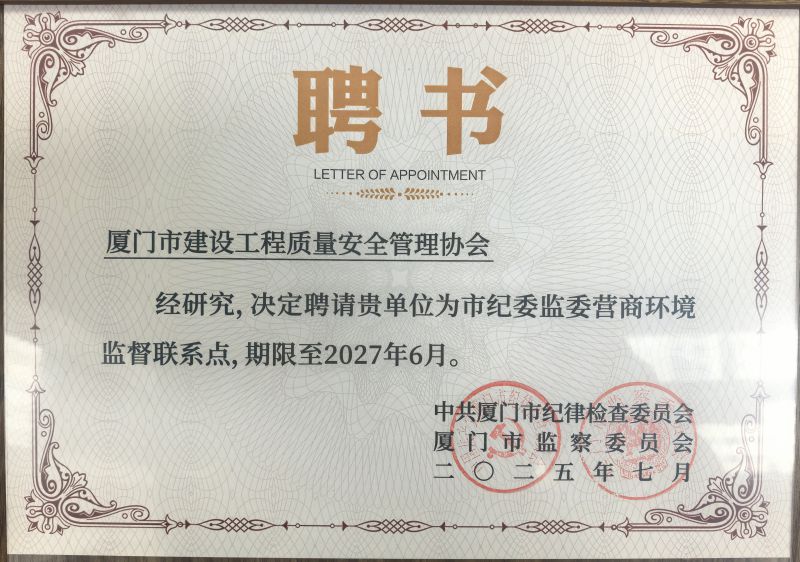 聘书
LETTER OF APPOINTMENT
厦门市建设工程质量安全管理协会
经研究,决定聘请贵单位为市纪委监委营商环境
监督联系点,期限至2027年6月。
中共厦门市纪律检查委员会
厦门市监察委员会
二〇二五年七月